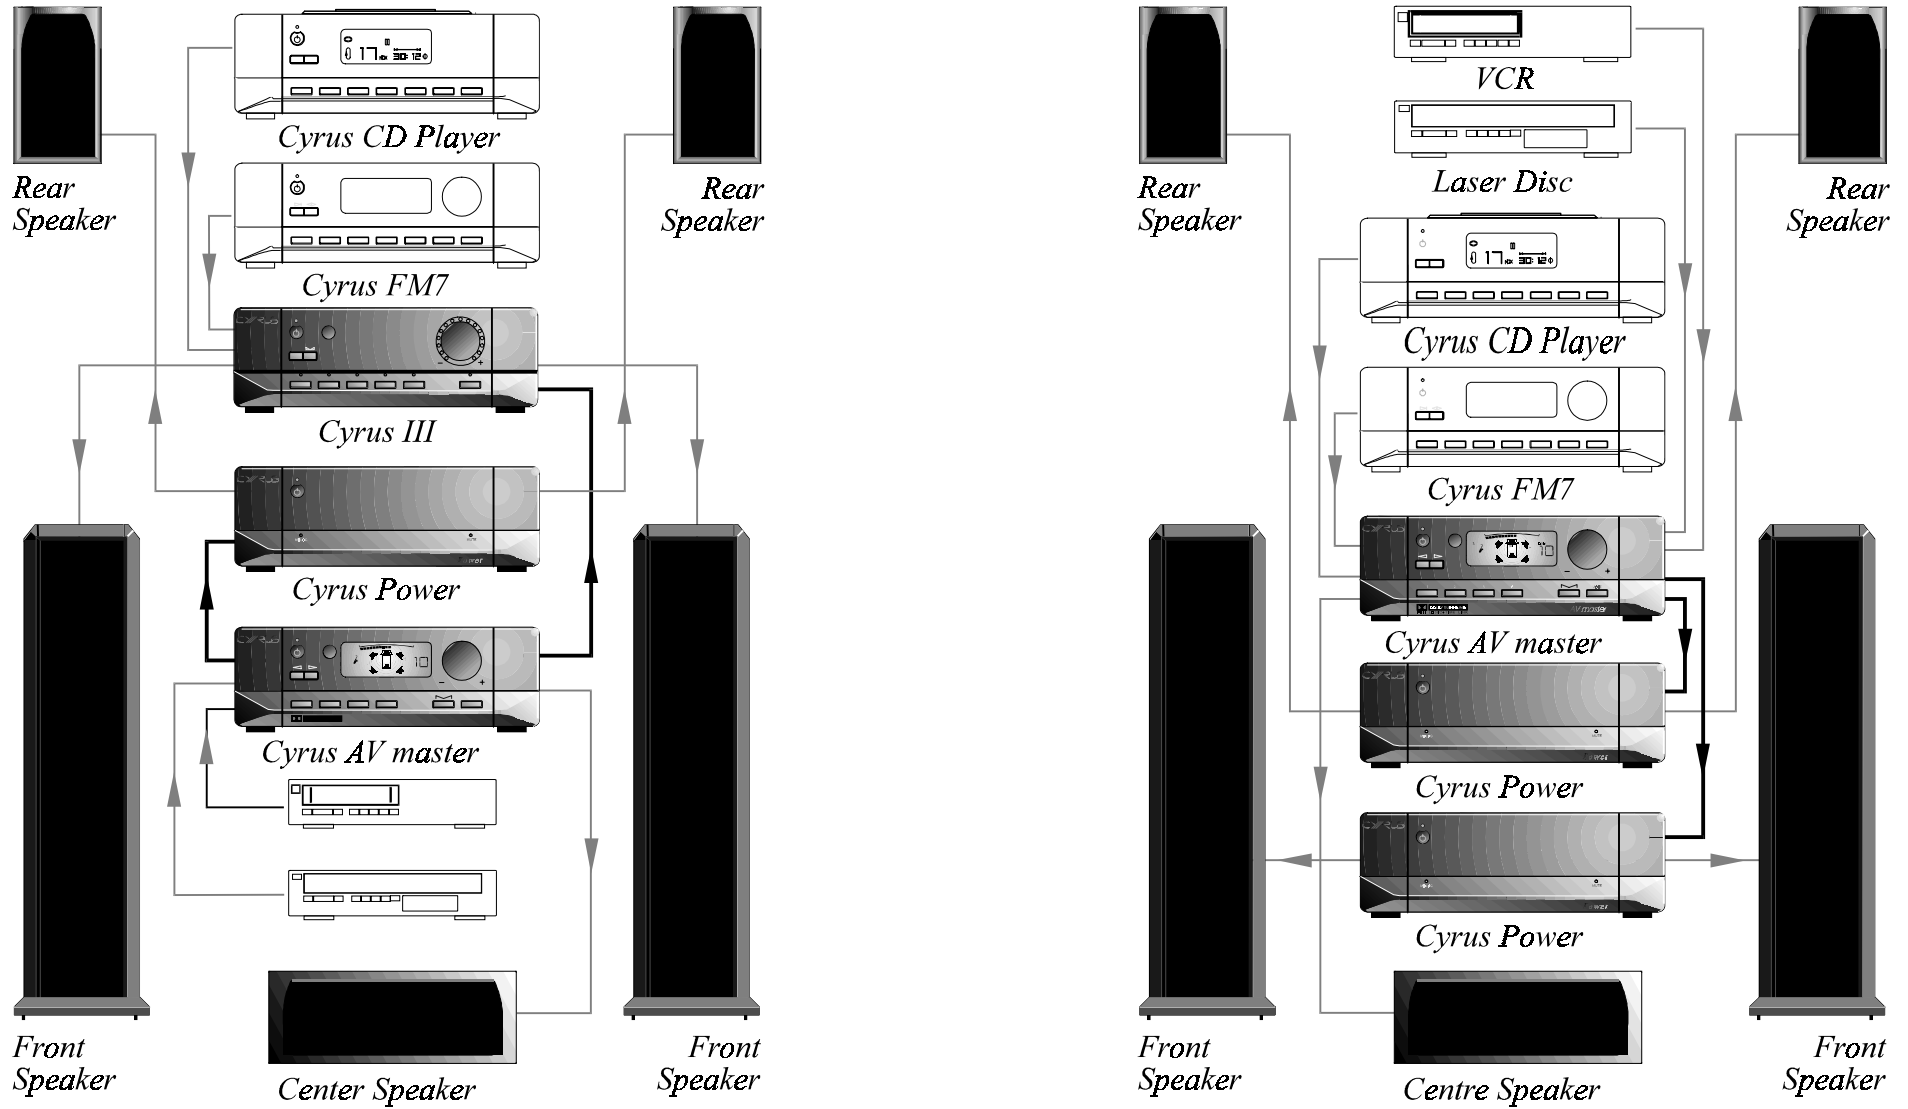 Cyrus CD Player
Rear
Speaker
Rear
Speaker
Cyrus FM7
Cyrus III
Cyrus Power
Cyrus AV master
Front
Speaker
Center Speaker
Front
Speaker
VCR
Laser Disc
Rear
Speaker
Rear
Speaker
Cyrus CD Player
Cyrus FM7
Cyrus AV master
Cyrus Power
Cyrus Power
Front
Speaker
Centre Speaker
Front
Speaker